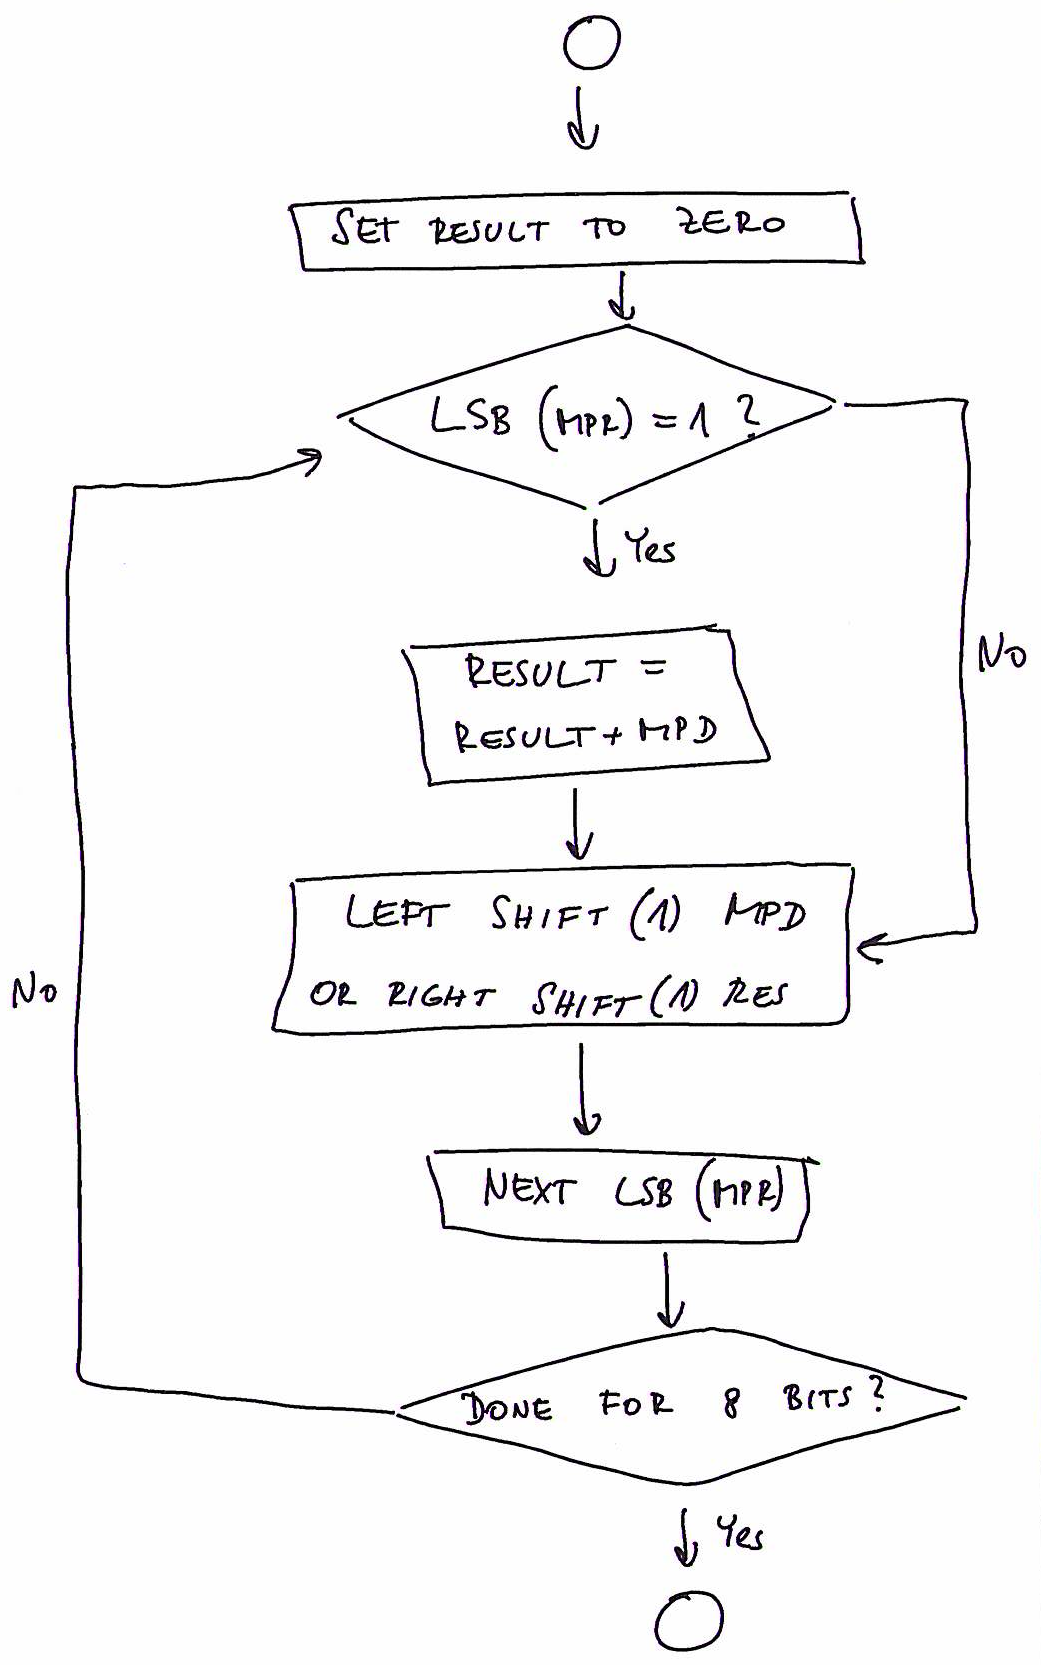 SET RESULT TO ZERO
LSB (MPR) = 1 ?
Yes
No
RESULT =
RESULT + MPD
LEFT SHIFT (1) MPD
OR RIGHT SHIFT (1) RES
No
NEXT LSB (MPR)
DONE FOR 8 BITS?
Yes